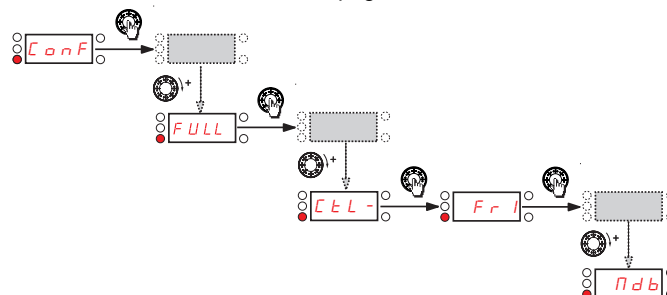 ConF
+
FULL
+
CtL-
Fr1
+
Mdb